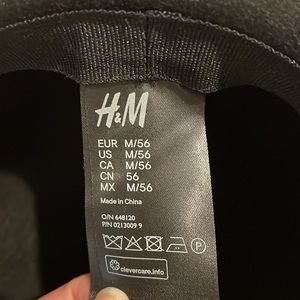 H&M
EUR M/56
US M/56
CA M/56
CN 56
MX M/56
Made in China
O/N 648120
P/N 0213009 9
P
clevercare.info